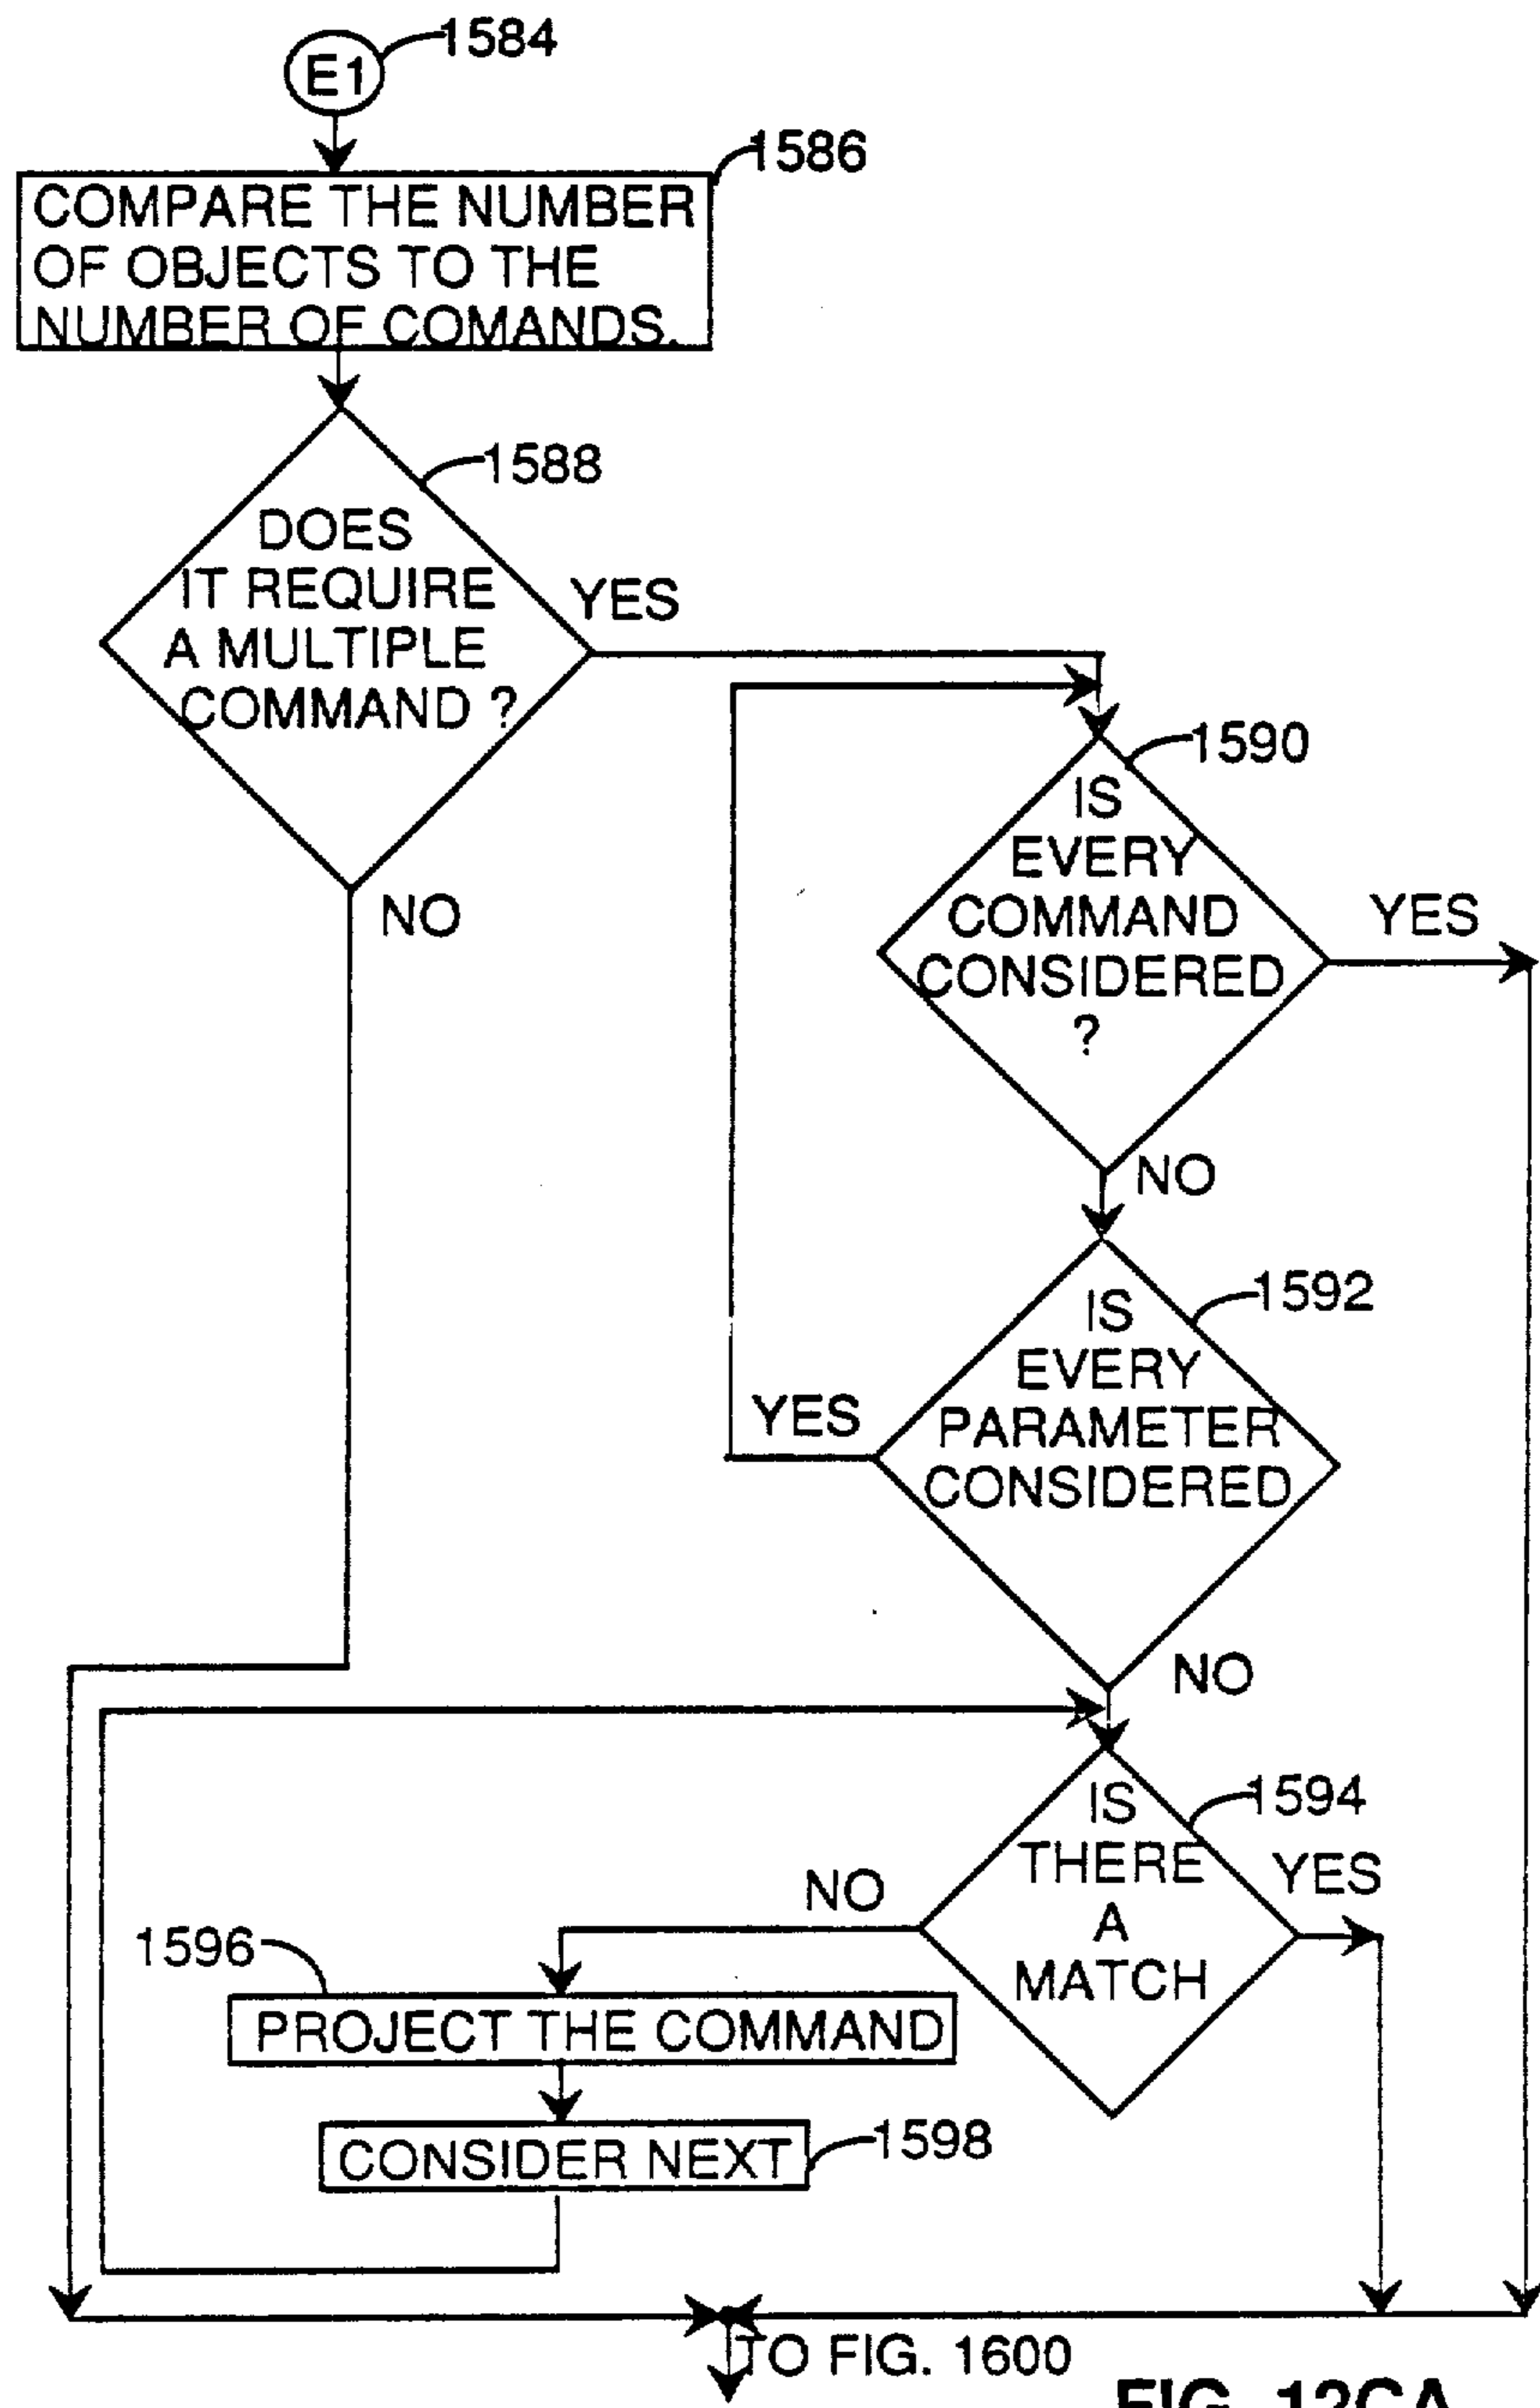 E1
1584
1586
COMPARE THE NUMBER
OF OBJECTS TO THE
NUMBER OF COMANDS.
1588
DOES
IT REQUIRE
A MULTIPLE
COMMAND ?
YES
NO
1590
IS
EVERY
COMMAND
CONSIDERED
?
YES
NO
1592
IS
EVERY
PARAMETER
CONSIDERED
YES
NO
1594
IS
THERE
A
MATCH
YES
NO
1596
PROJECT THE COMMAND
CONSIDER NEXT
1598
TO FIG. 1600
FIG. 12CA